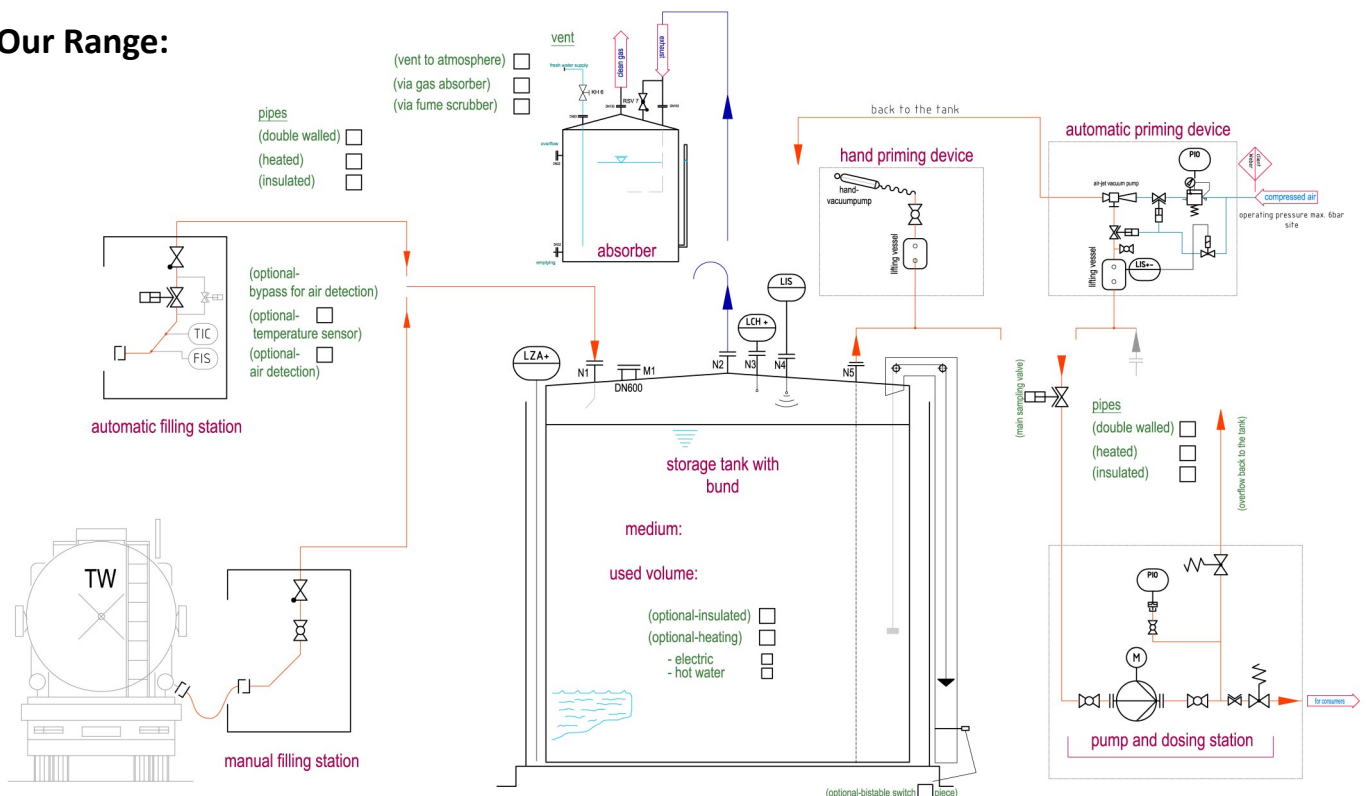 Our Range:
vent
(vent to atmosphere)
(via gas absorber)
(via fume scrubber)
fresh water supply
KH 6
clean gas
exhaust
RSV 7
overflow
emptying
absorber
pipes
(double walled)
(heated)
(insulated)
(optional-
bypass for air detection)
(optional-
temperature sensor)
(optional-
air detection)
TIC
FIS
automatic filling station
TW
manual filling station
back to the tank
hand priming device
hand-
vacuumpump
lifting vessel
automatic priming device
PIO
air-jet vacuum pump
compressed air
operating pressure max. 6bar
site
lifting vessel
LIS+-
LZA+
N1
M1
DN600
N2
LCH +
N3
LIS
N4
N5
storage tank with
bund
medium:
used volume:
(optional-insulated)
(optional-heating)
- electric
- hot water
(optional-bistable switch piece)
(main sampling valve)
pipes
(double walled)
(heated)
(insulated)
(overflow back to the tank)
PIO
M
for consumers
pump and dosing station